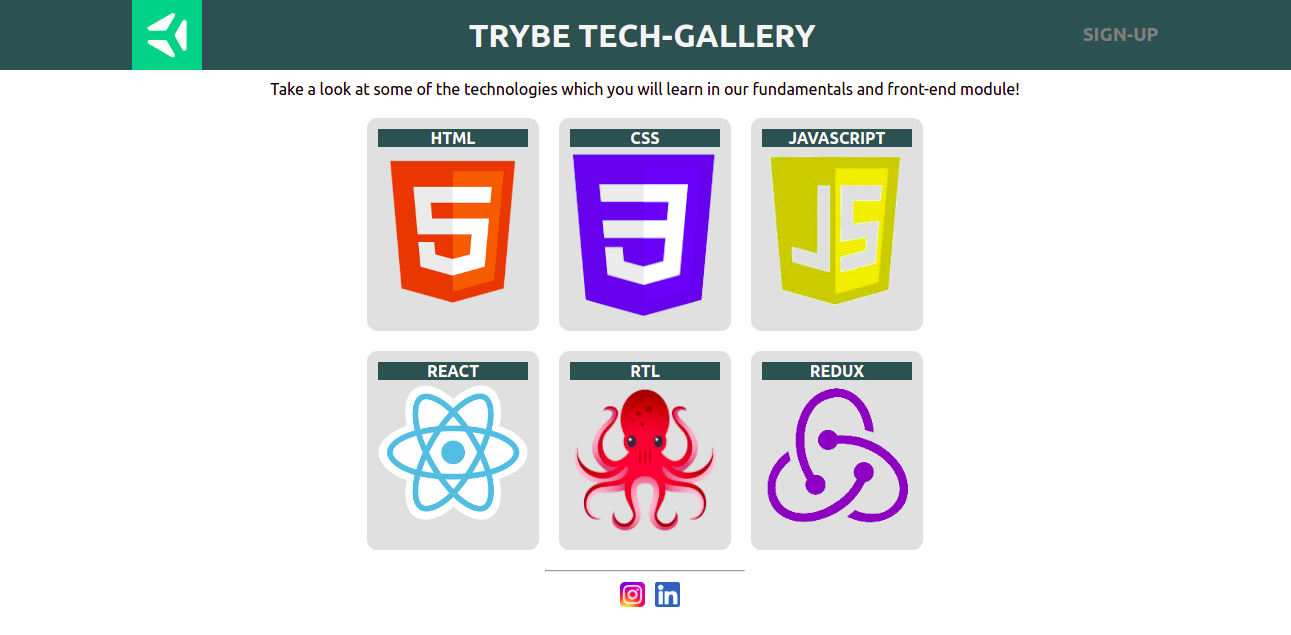 TRYBE TECH-GALLERY
SIGN-UP
Take a look at some of the technologies which you will learn in our fundamentals and front-end module!
HTML
CSS
JAVASCRIPT
5
3
JS
REACT
RTL
REDUX
in